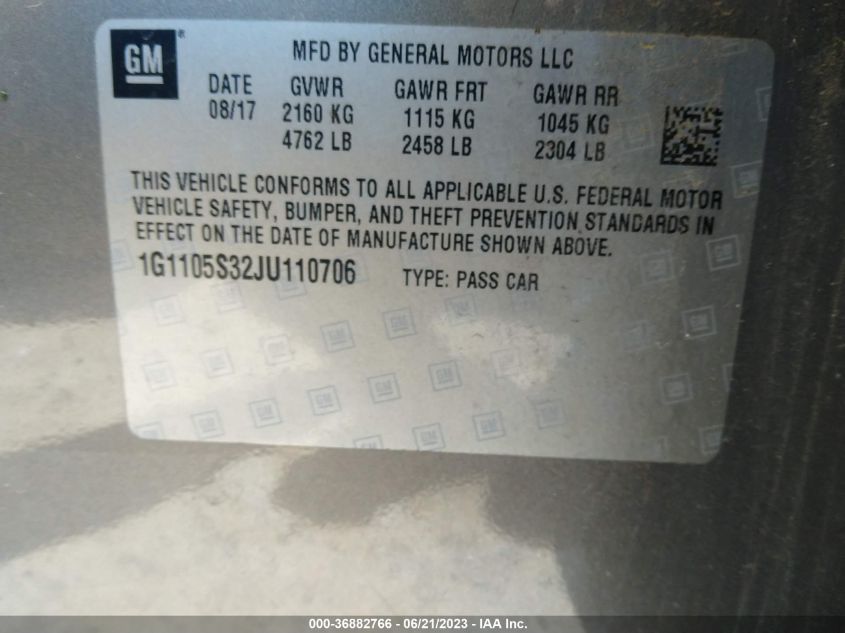 GM ®
MFD BY GENERAL MOTORS LLC
DATE GVWR GAWR FRT GAWR RR
08/17 2160 KG 1115 KG 1045 KG
4762 LB 2458 LB 2304 LB
THIS VEHICLE CONFORMS TO ALL APPLICABLE U.S. FEDERAL MOTOR
VEHICLE SAFETY, BUMPER, AND THEFT PREVENTION STANDARDS IN
EFFECT ON THE DATE OF MANUFACTURE SHOWN ABOVE.
1G1105S32JU110706 TYPE: PASS CAR
000-36882766 - 06/21/2023 - IAA Inc.